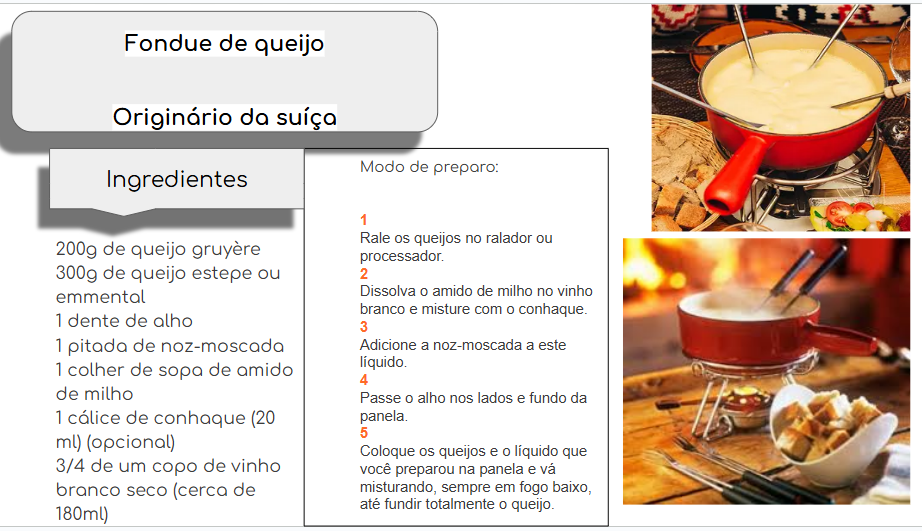 Fondue de queijo
Originário da suíça
Ingredientes
200g de queijo gruyère
300g de queijo estepe ou
emmental
1 dente de alho
1 pitada de noz-moscada
1 colher de sopa de amido
de milho
1 cálice de conhaque (20
ml) (opcional)
3/4 de um copo de vinho
branco seco (cerca de
180ml)
Modo de preparo:
1
Rale os queijos no ralador ou
processador.
2
Dissolva o amido de milho no vinho
branco e misture com o conhaque.
3
Adicione a noz-moscada a este
líquido.
4
Passe o alho nos lados e fundo da
panela.
5
Coloque os queijos e o líquido que
você preparou na panela e vá
misturando, sempre em fogo baixo,
até fundir totalmente o queijo.